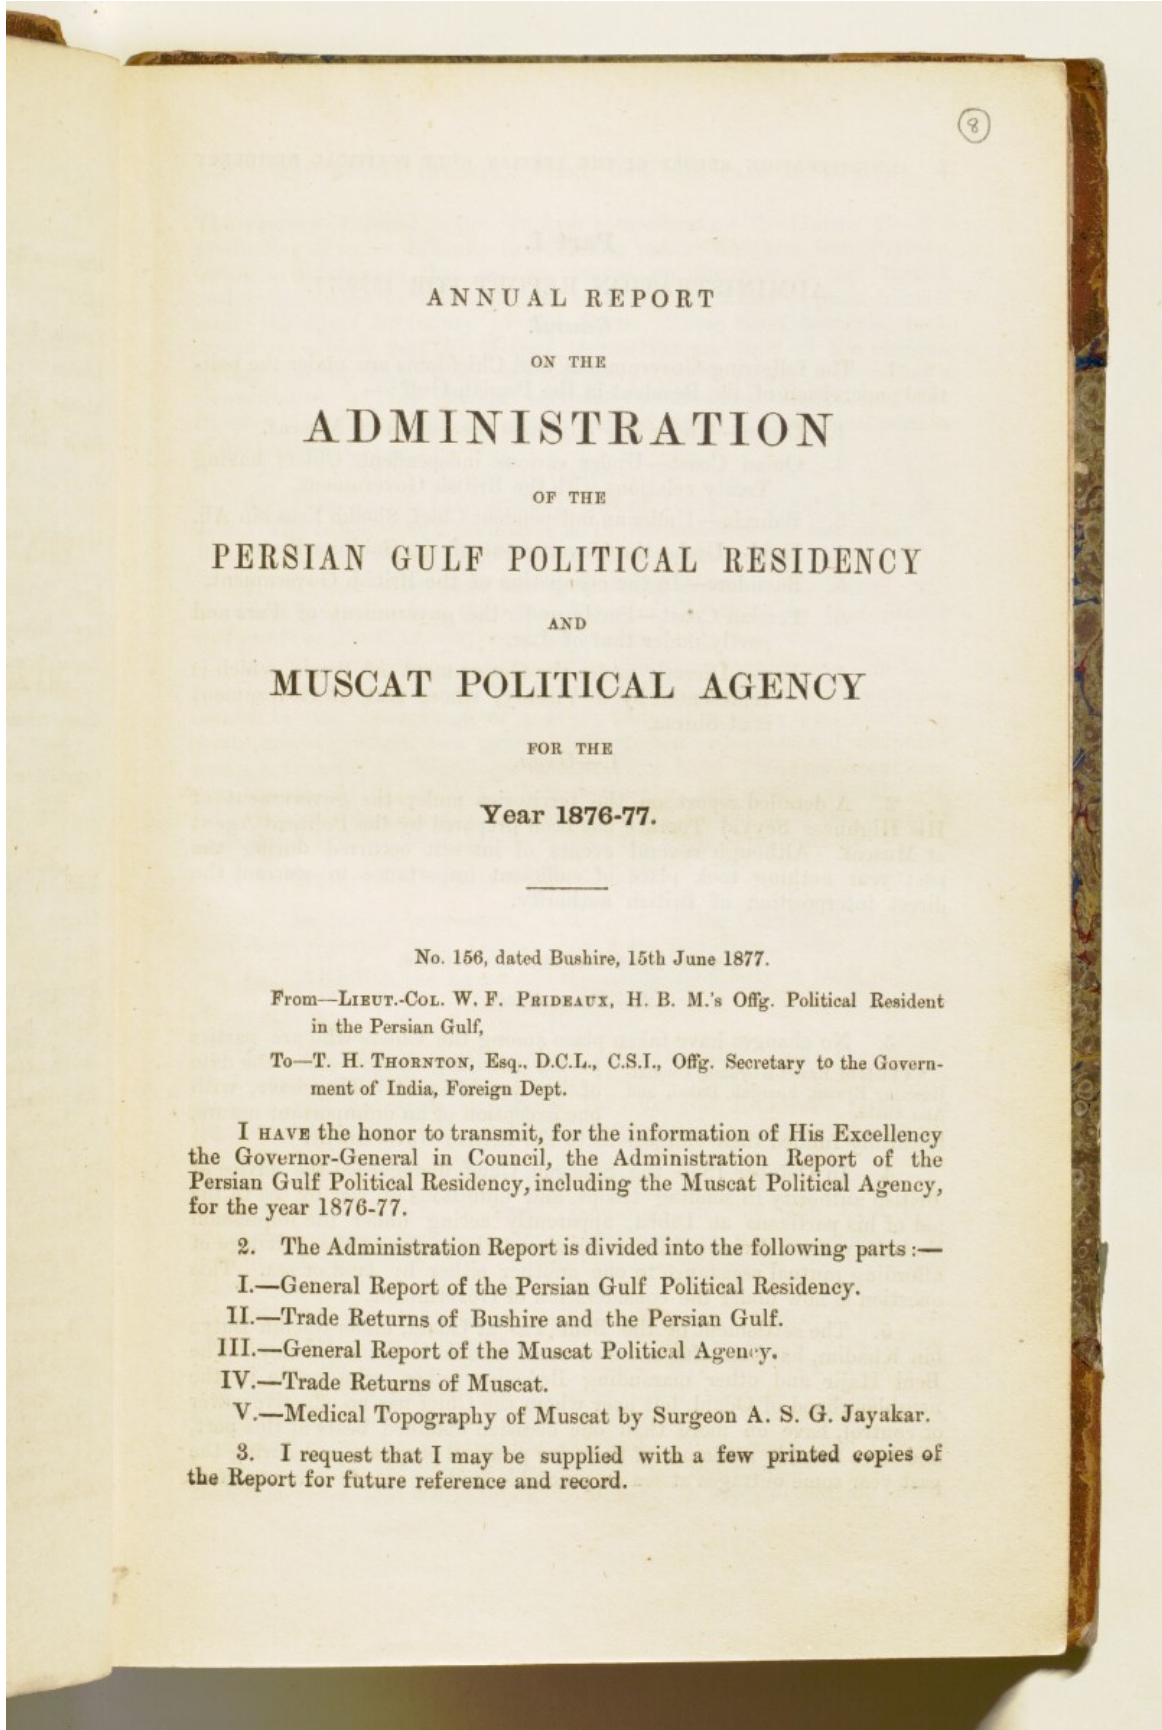 8
ANNUAL REPORT
ON THE
ADMINISTRATION
OF THE
PERSIAN GULF POLITICAL RESIDENCY
AND
MUSCAT POLITICAL AGENCY
FOR THE
Year 1876-77.
No. 156, dated Bushire, 15th June 1877.
From—LIEUT.-COL. W. F. PRIDEAUX, H. B. M.'s Offg. Political Resident
in the Persian Gulf,
To—T. H. THORNTON, Esq., D.C.L., C.S.I., Offg. Secretary to the Govern-
ment of India, Foreign Dept.
I HAVE the honor to transmit, for the information of His Excellency
the Governor-General in Council, the Administration Report of the
Persian Gulf Political Residency, including the Muscat Political Agency,
for the year 1876-77.
2. The Administration Report is divided into the following parts :—
I.—General Report of the Persian Gulf Political Residency.
II.—Trade Returns of Bushire and the Persian Gulf.
III.—General Report of the Muscat Political Agency.
IV.—Trade Returns of Muscat.
V.—Medical Topography of Muscat by Surgeon A. S. G. Jayakar.
3. I request that I may be supplied with a few printed copies of
the Report for future reference and record.